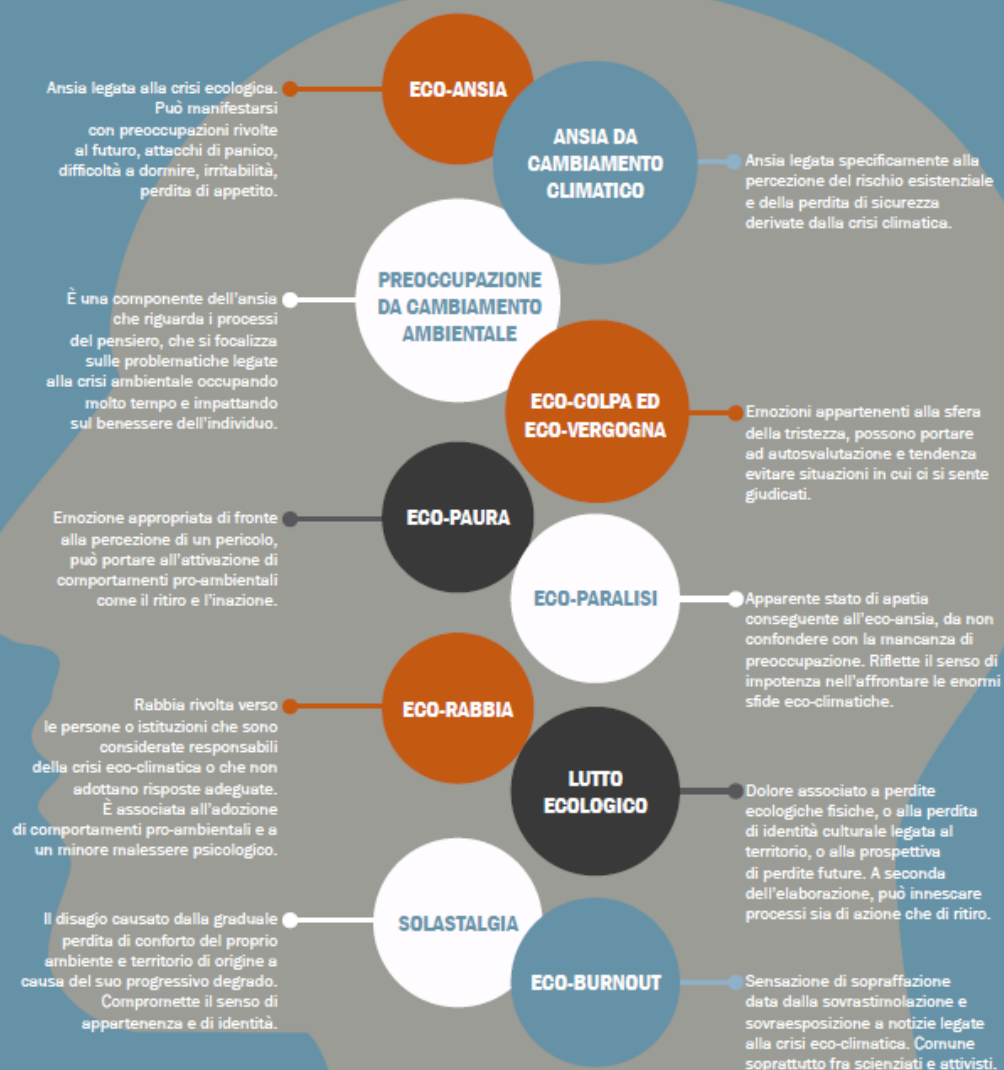 ECO-ANSIA
Ansia legata alla crisi ecologica.
Può manifestarsi
con preoccupazioni rivolte
al futuro, attacchi di panico,
difficoltà a dormire, irritabilità,
perdita di appetito.
ANSIA DA
CAMBIAMENTO
CLIMATICO
Ansia legata specificamente alla
percezione del rischio esistenziale
e della perdita di sicurezza
derivate dalla crisi climatica.
PREOCCUPAZIONE
DA CAMBIAMENTO
AMBIENTALE
È una componente dell'ansia
che riguarda i processi
del pensiero, che si focalizza
sulle problematiche legate
alla crisi ambientale occupando
molto tempo e impattando
sul benessere dell'individuo.
ECO-COLPA ED
ECO-VERGOGNA
Emozioni appartenenti alla sfera
della tristezza, possono portare
ad autosvalutazione e tendenza
evitare situazioni in cui ci si sente
giudicati.
ECO-PAURA
Emozione appropriata di fronte
alla percezione di un pericolo,
può portare all'attivazione di
comportamenti pro-ambientali
come il ritiro e l'inazione.
ECO-PARALISI
Apparente stato di apatia
conseguente all'eco-ansia, da non
confondere con la mancanza di
preoccupazione. Riflette il senso di
impotenza nell'affrontare le enormi
sfide eco-climatiche.
ECO-RABBIA
Rabbia rivolta verso
le persone o istituzioni che sono
considerate responsabili
della crisi eco-climatica o che non
adottano risposte adeguate.
È associata all'adozione
di comportamenti pro-ambientali e a
un minore malessere psicologico.
LUTTO
ECOLOGICO
Dolore associato a perdite
ecologiche fisiche, o alla perdita
di identità culturale legata al
territorio, o alla prospettiva
di perdite future. A seconda
dell'elaborazione, può innescare
processi sia di azione che di ritiro.
SOLASTALGIA
Il disagio causato dalla graduale
perdita di conforto del proprio
ambiente e territorio di origine a
causa del suo progressivo degrado.
Compromette il senso di
appartenenza e di identità.
ECO-BURNOUT
Sensazione di sopraffazione
data dalla sovrastimolazione e
sovraesposizione a notizie legate
alla crisi eco-climatica. Comune
soprattutto fra scienziati e attivisti.